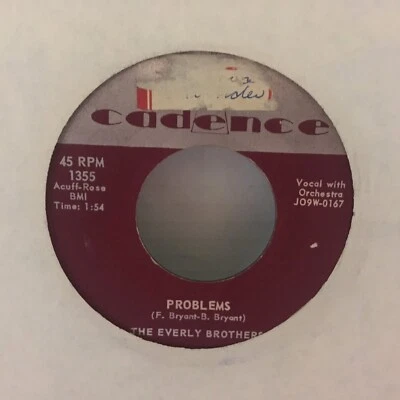 cadence
45 RPM
1355
Acuff-Rose
BMI
Time: 1:54
Vocal with
Orchestra
JO9W-0167
PROBLEMS
(F. Bryant-B. Bryant)
THE EVERLY BROTHERS